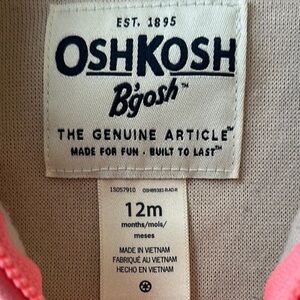 EST. 1895
OSHKOSH
B'gosh™
THE GENUINE ARTICLE™
MADE FOR FUN · BUILT TO LAST™
12m
months/mois/
meses
MADE IN VIETNAM
FABRIQUÉ AU VIETNAM
HECHO EN VIETNAM